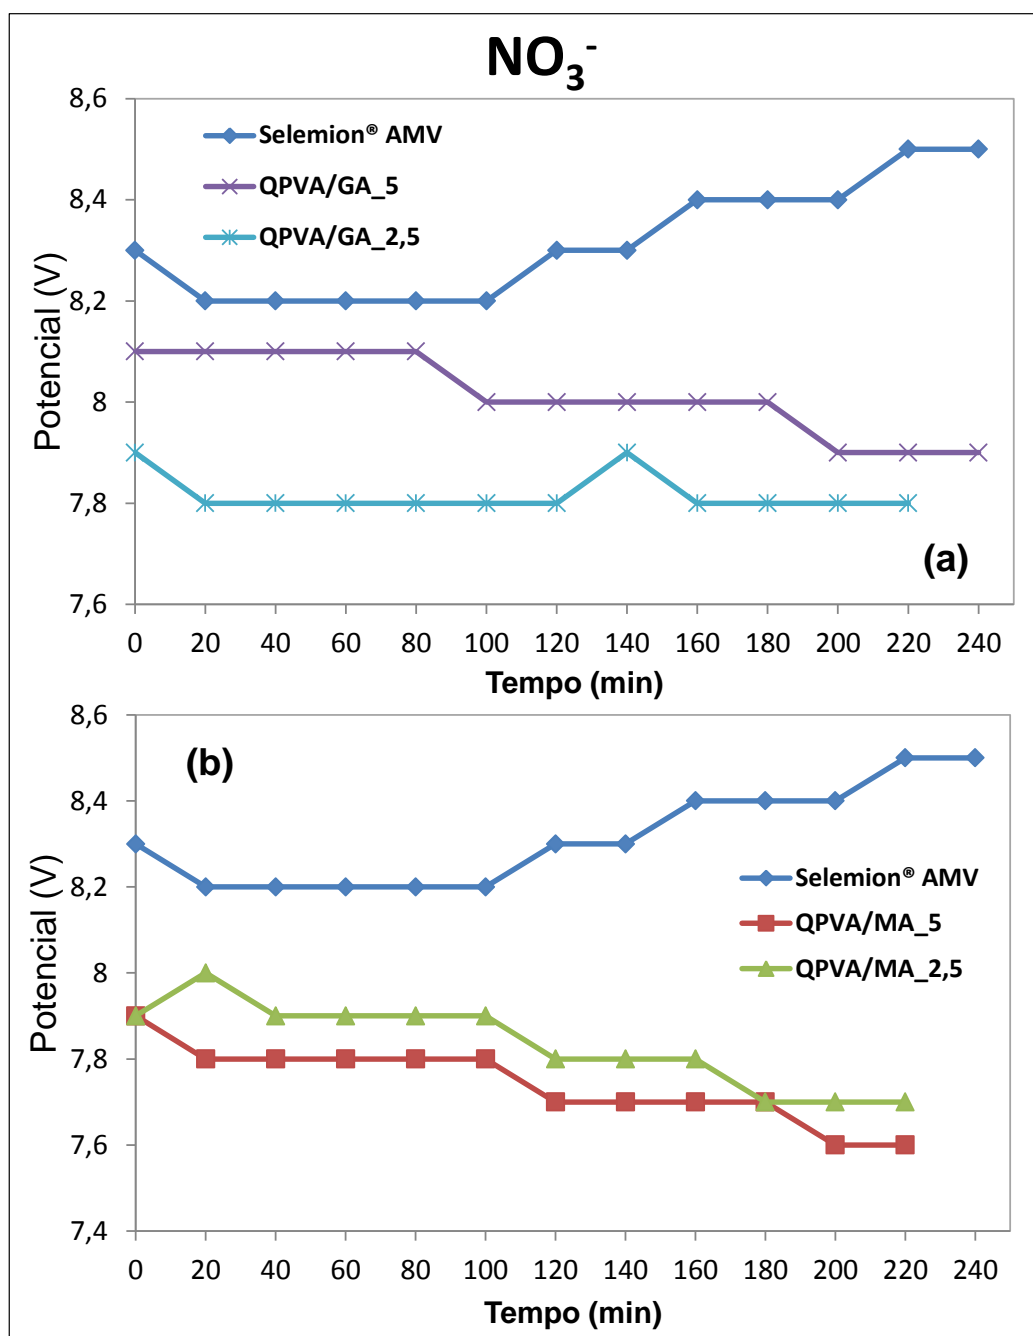 NO₃⁻
8,6
8,4
8,2
8
7,8
7,6
Potencial (V)
Selemion® AMV
QPVA/GA_5
QPVA/GA_2,5
(a)
0 20 40 60 80 100 120 140 160 180 200 220 240
Tempo (min)
8,6
8,4
8,2
8
7,8
7,6
7,4
Potencial (V)
(b)
Selemion® AMV
QPVA/MA_5
QPVA/MA_2,5
0 20 40 60 80 100 120 140 160 180 200 220 240
Tempo (min)